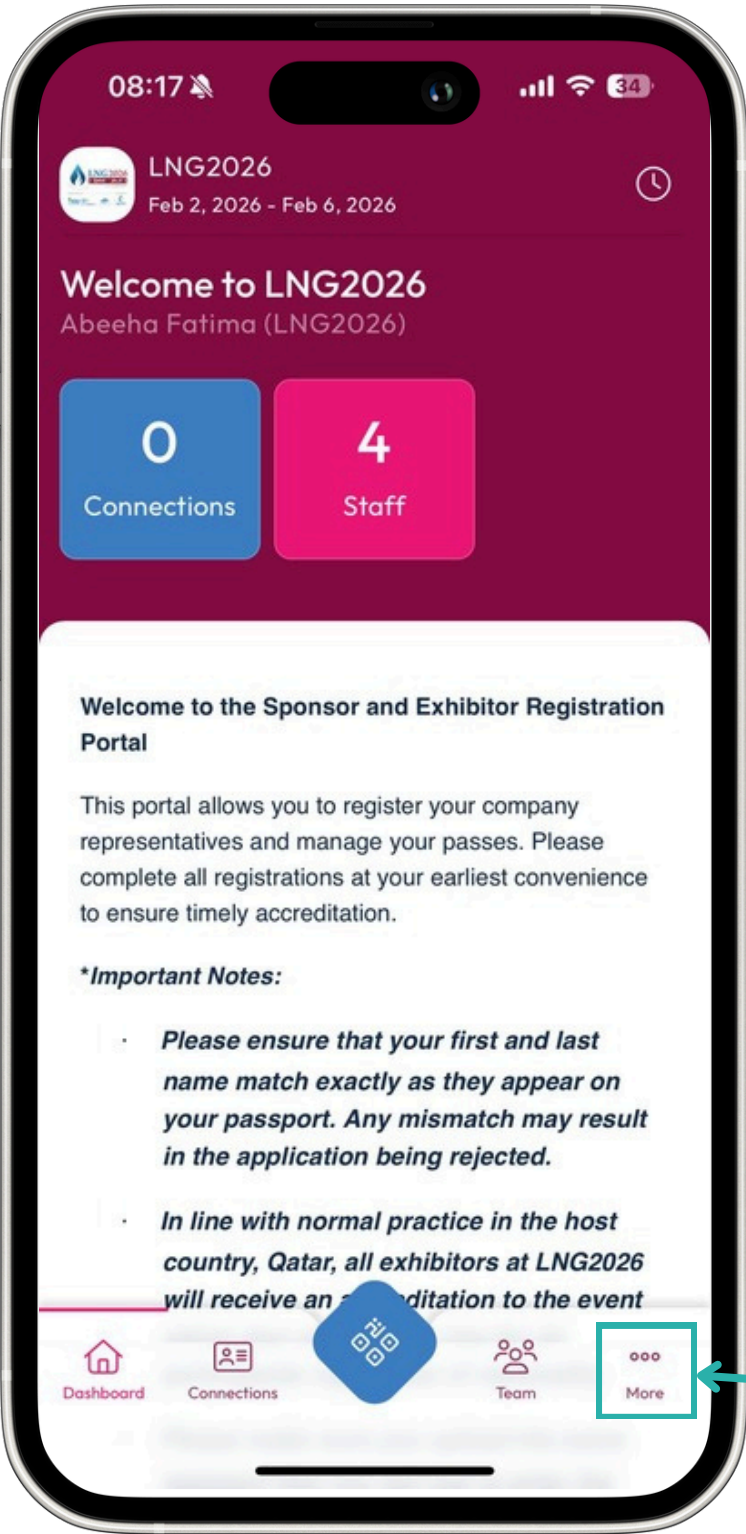 08:17
34
LNG2026
LNG2026
Feb 2, 2026 - Feb 6, 2026
Welcome to LNG2026
Abeeha Fatima (LNG2026)
0
Connections
4
Staff
Welcome to the Sponsor and Exhibitor Registration
Portal
This portal allows you to register your company
representatives and manage your passes. Please
complete all registrations at your earliest convenience
to ensure timely accreditation.
*Important Notes:
· Please ensure that your first and last
name match exactly as they appear on
your passport. Any mismatch may result
in the application being rejected.
· In line with normal practice in the host
country, Qatar, all exhibitors at LNG2026
will receive an ditation to the event
Dashboard
Connections
Team
More